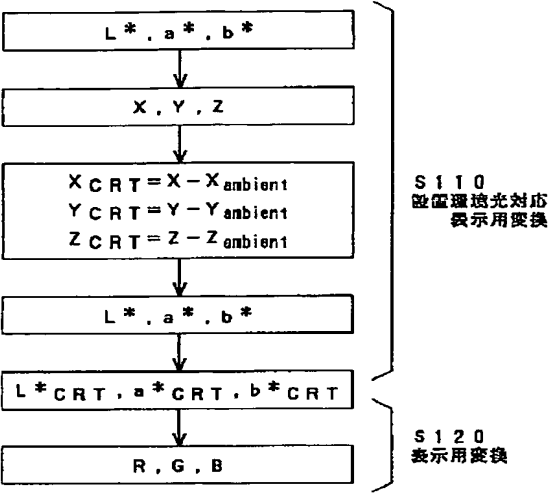 L*, a*, b*
X, Y, Z
XCRT=X-Xambient
YCRT=Y-Yambient
ZCRT=Z-Zambient
S110
設置環境光対応
表示用変換
L*, a*, b*
L*CRT, a*CRT, b*CRT
S120
表示用変換
R, G, B